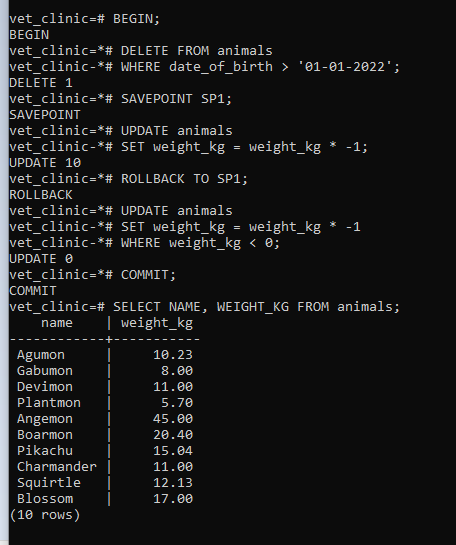 vet_clinic=# BEGIN;
BEGIN
vet_clinic=*# DELETE FROM animals
vet_clinic-*# WHERE date_of_birth > '01-01-2022';
DELETE 1
vet_clinic=*# SAVEPOINT SP1;
SAVEPOINT
vet_clinic=*# UPDATE animals
vet_clinic-*# SET weight_kg = weight_kg * -1;
UPDATE 10
vet_clinic=*# ROLLBACK TO SP1;
ROLLBACK
vet_clinic=*# UPDATE animals
vet_clinic-*# SET weight_kg = weight_kg * -1
vet_clinic-*# WHERE weight_kg < 0;
UPDATE 0
vet_clinic=*# COMMIT;
COMMIT
vet_clinic=# SELECT NAME, WEIGHT_KG FROM animals;
    name    | weight_kg
------------+-----------
 Agumon     |     10.23
 Gabumon    |      8.00
 Devimon    |     11.00
 Plantmon   |      5.70
 Angemon    |     45.00
 Boarmon    |     20.40
 Pikachu    |     15.04
 Charmander |     11.00
 Squirtle   |     12.13
 Blossom    |     17.00
(10 rows)